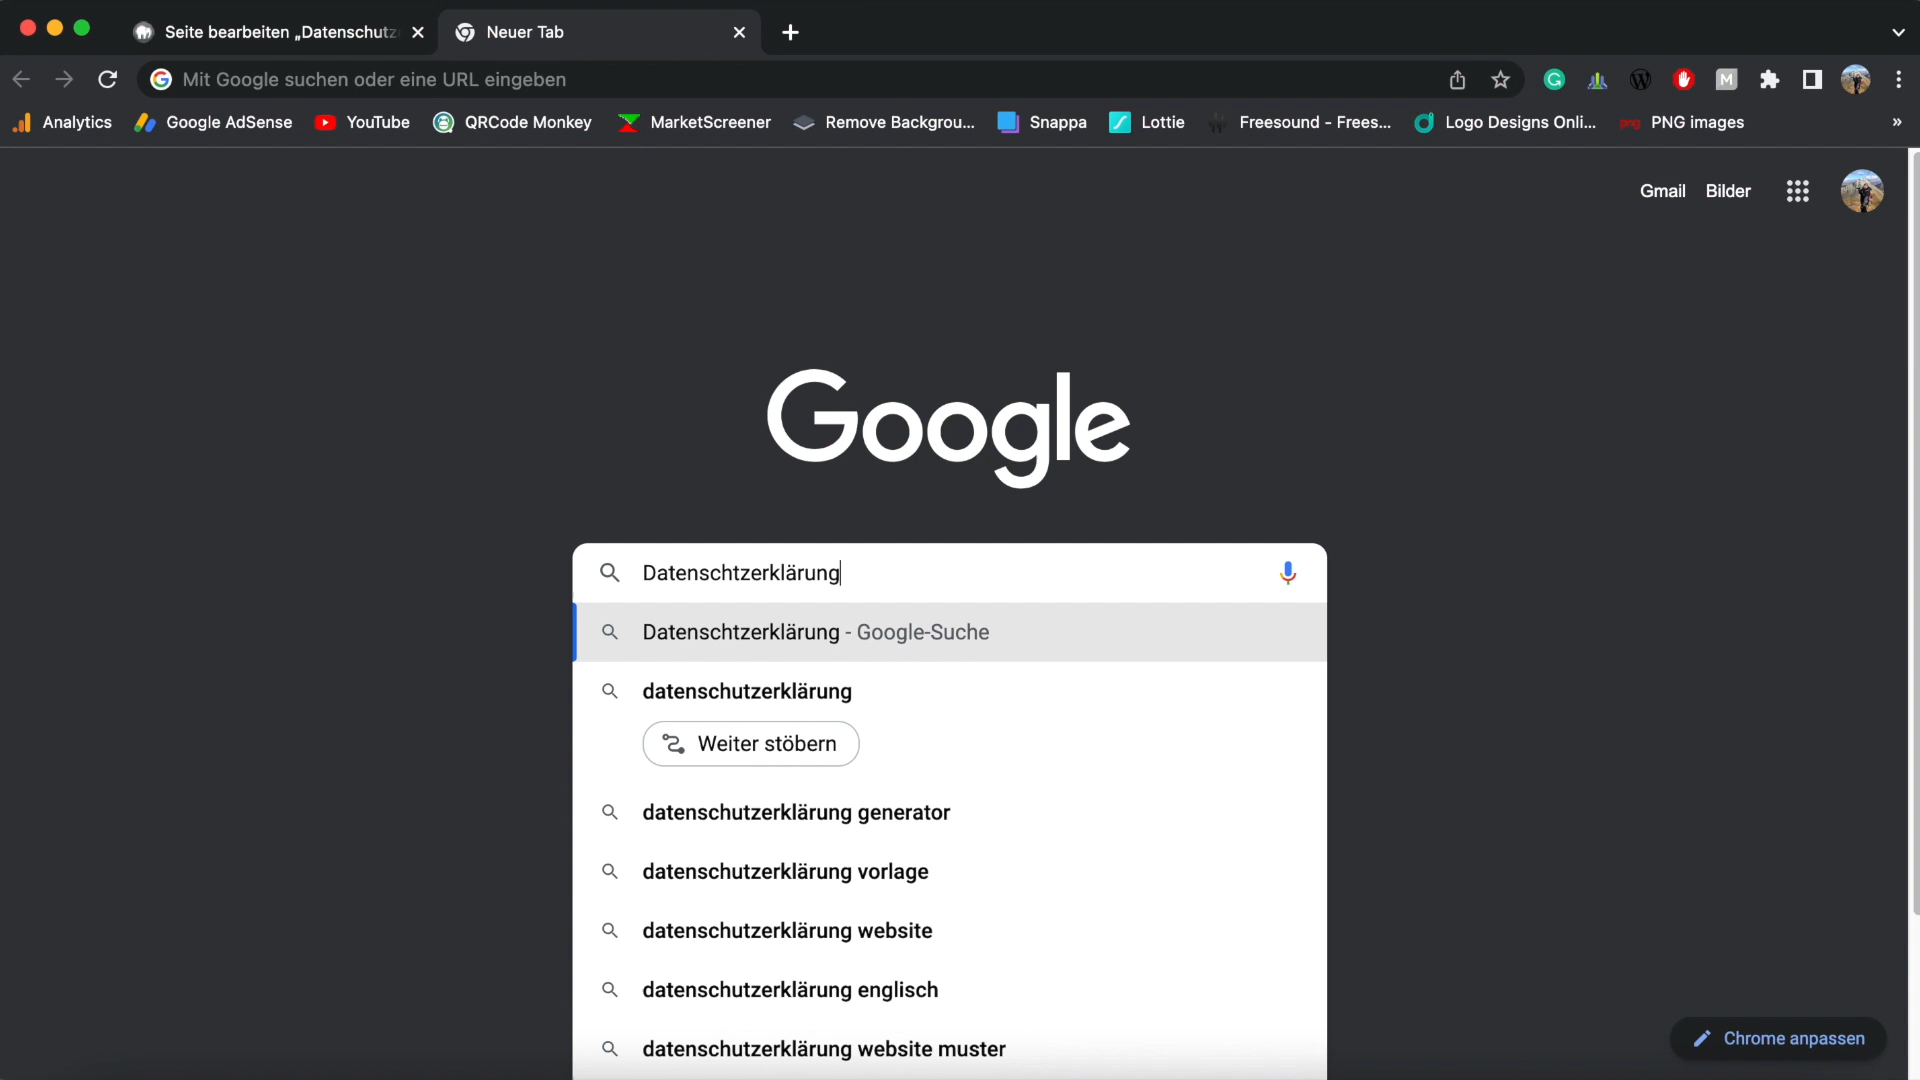 Seite bearbeiten „Datenschutz
Neuer Tab
Mit Google suchen oder eine URL eingeben
Analytics
Google AdSense
YouTube
QRCode Monkey
MarketScreener
Remove Backgrou...
Snappa
Lottie
Freesound - Frees...
Logo Designs Onli...
png
PNG images
»
Gmail
Bilder
Google
Datenschtzerklärung
Datenschtzerklärung - Google-Suche
datenschutzerklärung
Weiter stöbern
datenschutzerklärung generator
datenschutzerklärung vorlage
datenschutzerklärung website
datenschutzerklärung englisch
datenschutzerklärung website muster
Chrome anpassen